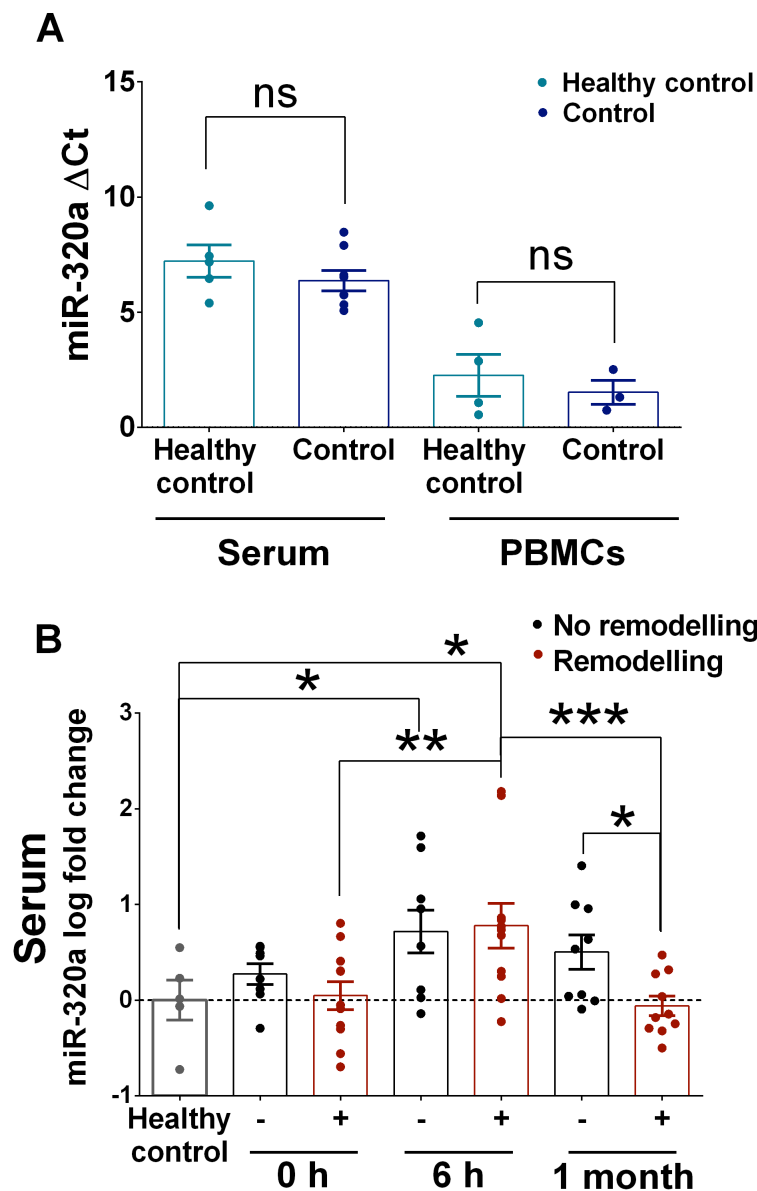 A
miR-320a ΔCt
15
10
5
0
ns
ns
Healthy control
Control
Healthy
control
Control
Healthy
control
Control
Serum
PBMCs
B
No remodelling
Remodelling
Serum
miR-320a log fold change
3
2
1
0
-1
*
*
**
***
*
Healthy
control
- + - + - +
0 h
6 h
1 month